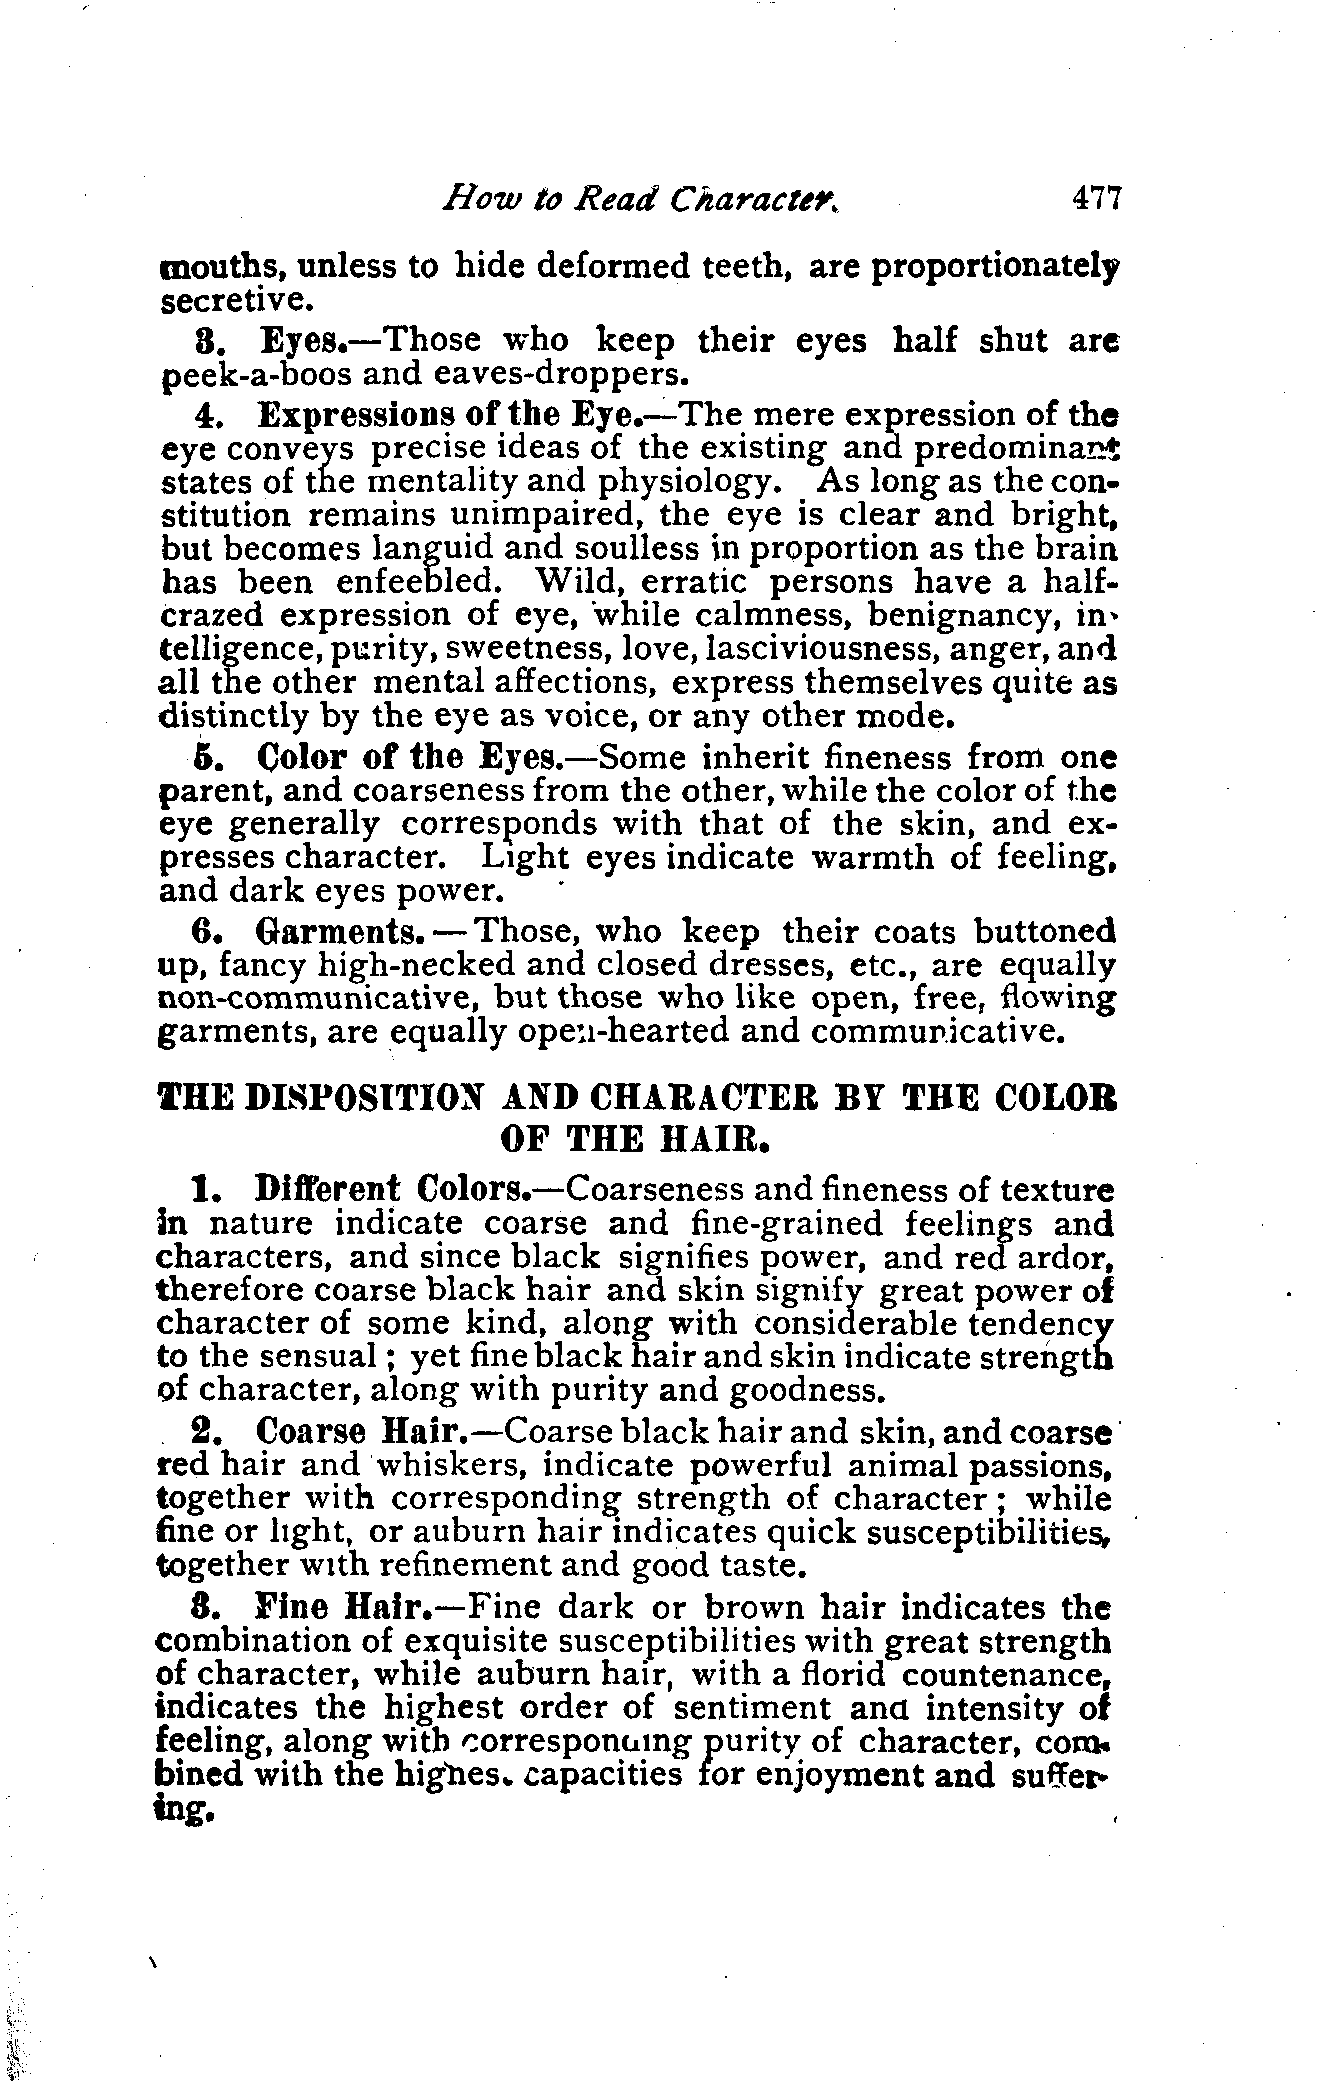 How to Read Character. 477
mouths, unless to hide deformed teeth, are proportionately
secretive.
3. Eyes.—Those who keep their eyes half shut are
peek-a-boos and eaves-droppers.
4. Expressions of the Eye.—The mere expression of the
eye conveys precise ideas of the existing and predominant
states of the mentality and physiology. As long as the con-
stitution remains unimpaired, the eye is clear and bright,
but becomes languid and soulless in proportion as the brain
has been enfeebled. Wild, erratic persons have a half-
crazed expression of eye, while calmness, benignancy, in-
telligence, purity, sweetness, love, lasciviousness, anger, and
all the other mental affections, express themselves quite as
distinctly by the eye as voice, or any other mode.
5. Color of the Eyes.—Some inherit fineness from one
parent, and coarseness from the other, while the color of the
eye generally corresponds with that of the skin, and ex-
presses character. Light eyes indicate warmth of feeling,
and dark eyes power.
6. Garments.—Those, who keep their coats buttoned
up, fancy high-necked and closed dresses, etc., are equally
non-communicative, but those who like open, free, flowing
garments, are equally open-hearted and communicative.
THE DISPOSITION AND CHARACTER BY THE COLOR
OF THE HAIR.
1. Different Colors.—Coarseness and fineness of texture
in nature indicate coarse and fine-grained feelings and
characters, and since black signifies power, and red ardor,
therefore coarse black hair and skin signify great power of
character of some kind, along with considerable tendency
to the sensual; yet fine black hair and skin indicate strength
of character, along with purity and goodness.
2. Coarse Hair.—Coarse black hair and skin, and coarse
red hair and whiskers, indicate powerful animal passions,
together with corresponding strength of character; while
fine or light, or auburn hair indicates quick susceptibilities,
together with refinement and good taste.
3. Fine Hair.—Fine dark or brown hair indicates the
combination of exquisite susceptibilities with great strength
of character, while auburn hair, with a florid countenance,
indicates the highest order of sentiment and intensity of
feeling, along with corresponding purity of character, com-
bined with the highest capacities for enjoyment and suffer-
ing.